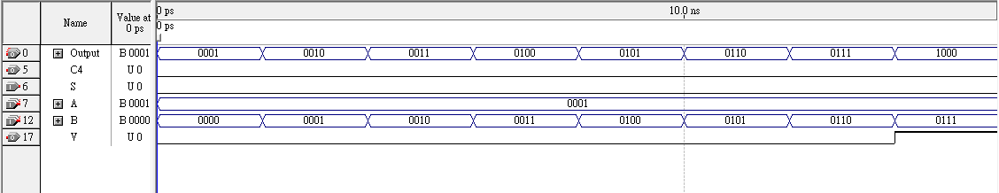 Name Value at 0 ps 0 ps 10.0 ns
0 ps
0 Output B 0001 0001 0010 0011 0100 0101 0110 0111 1000
5 C4 U 0
6 S U 0
7 A B 0001 0001
12 B B 0000 0000 0001 0010 0011 0100 0101 0110 0111
17 V U 0